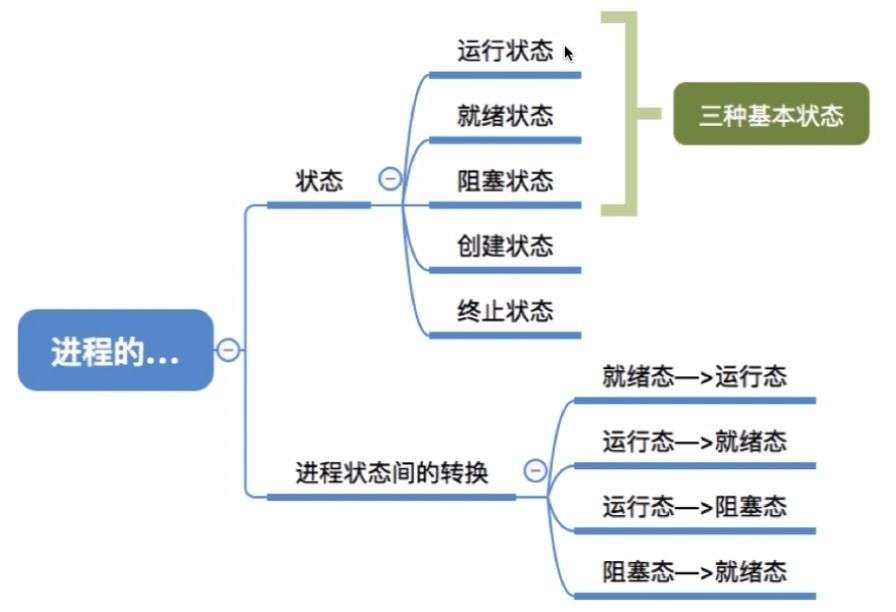 运行状态
就绪状态
三种基本状态
阻塞状态
状态
创建状态
终止状态
进程的...
就绪态—>运行态
运行态—>就绪态
进程状态间的转换
运行态—>阻塞态
阻塞态—>就绪态